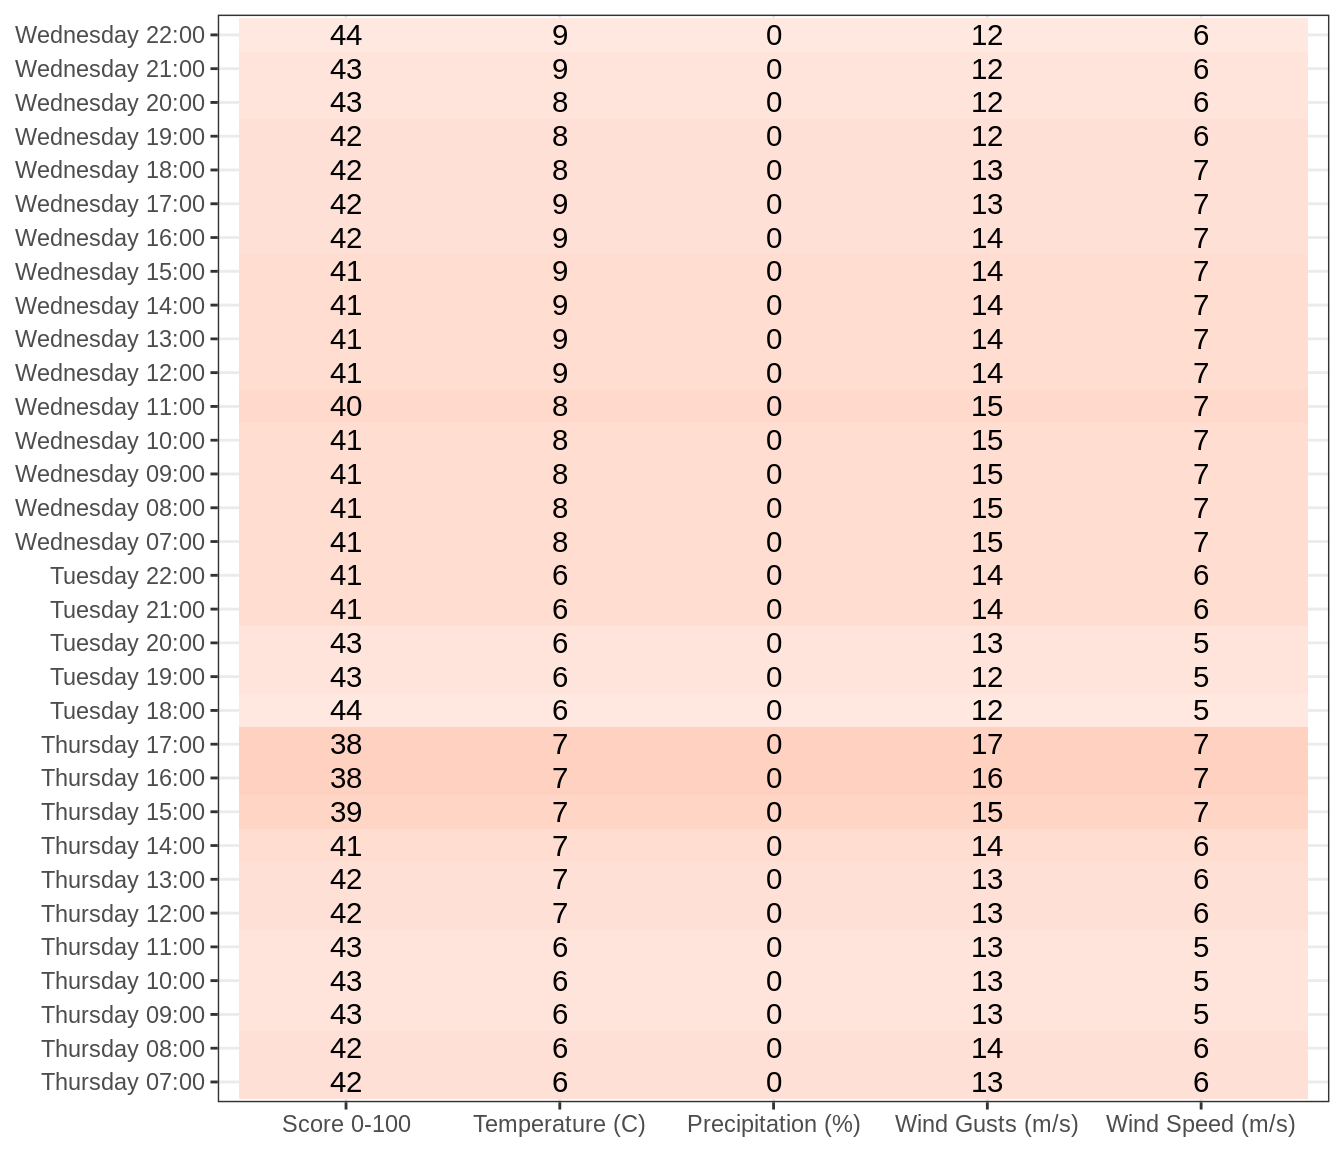 Wednesday 22:00 44 9 0 12 6
Wednesday 21:00 43 9 0 12 6
Wednesday 20:00 43 8 0 12 6
Wednesday 19:00 42 8 0 12 6
Wednesday 18:00 42 8 0 13 7
Wednesday 17:00 42 9 0 13 7
Wednesday 16:00 42 9 0 14 7
Wednesday 15:00 41 9 0 14 7
Wednesday 14:00 41 9 0 14 7
Wednesday 13:00 41 9 0 14 7
Wednesday 12:00 41 9 0 14 7
Wednesday 11:00 40 8 0 15 7
Wednesday 10:00 41 8 0 15 7
Wednesday 09:00 41 8 0 15 7
Wednesday 08:00 41 8 0 15 7
Wednesday 07:00 41 8 0 15 7
Tuesday 22:00 41 6 0 14 6
Tuesday 21:00 41 6 0 14 6
Tuesday 20:00 43 6 0 13 5
Tuesday 19:00 43 6 0 12 5
Tuesday 18:00 44 6 0 12 5
Thursday 17:00 38 7 0 17 7
Thursday 16:00 38 7 0 16 7
Thursday 15:00 39 7 0 15 7
Thursday 14:00 41 7 0 14 6
Thursday 13:00 42 7 0 13 6
Thursday 12:00 42 7 0 13 6
Thursday 11:00 43 6 0 13 5
Thursday 10:00 43 6 0 13 5
Thursday 09:00 43 6 0 13 5
Thursday 08:00 42 6 0 14 6
Thursday 07:00 42 6 0 13 6
Score 0-100 Temperature (C) Precipitation (%) Wind Gusts (m/s) Wind Speed (m/s)